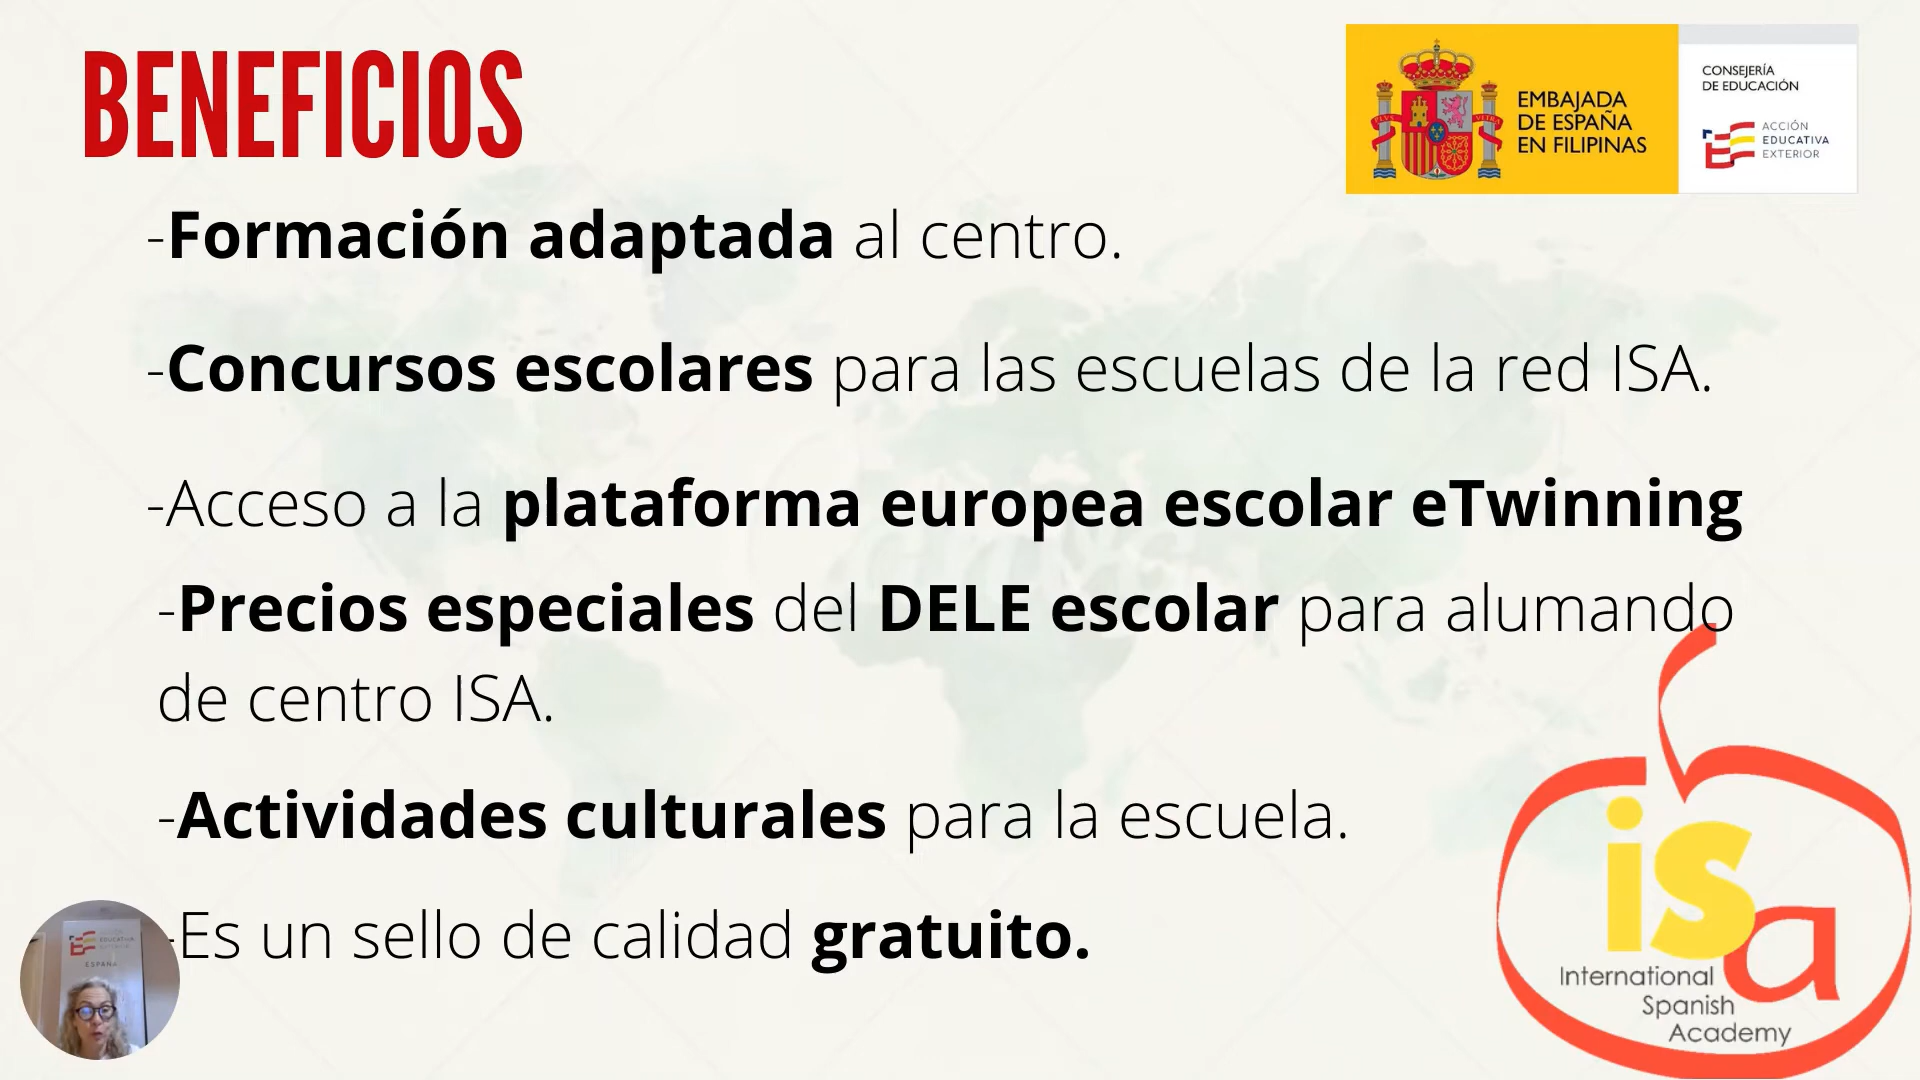 BENEFICIOS
EMBAJADA
DE ESPAÑA
EN FILIPINAS
CONSEJERÍA
DE EDUCACIÓN
ACCIÓN
EDUCATIVA
EXTERIOR
-Formación adaptada al centro.
-Concursos escolares para las escuelas de la red ISA.
-Acceso a la plataforma europea escolar eTwinning
-Precios especiales del DELE escolar para alumando
de centro ISA.
-Actividades culturales para la escuela.
-Es un sello de calidad gratuito.
isa
International
Spanish
Academy
EDUCATIVA
ESPAÑA